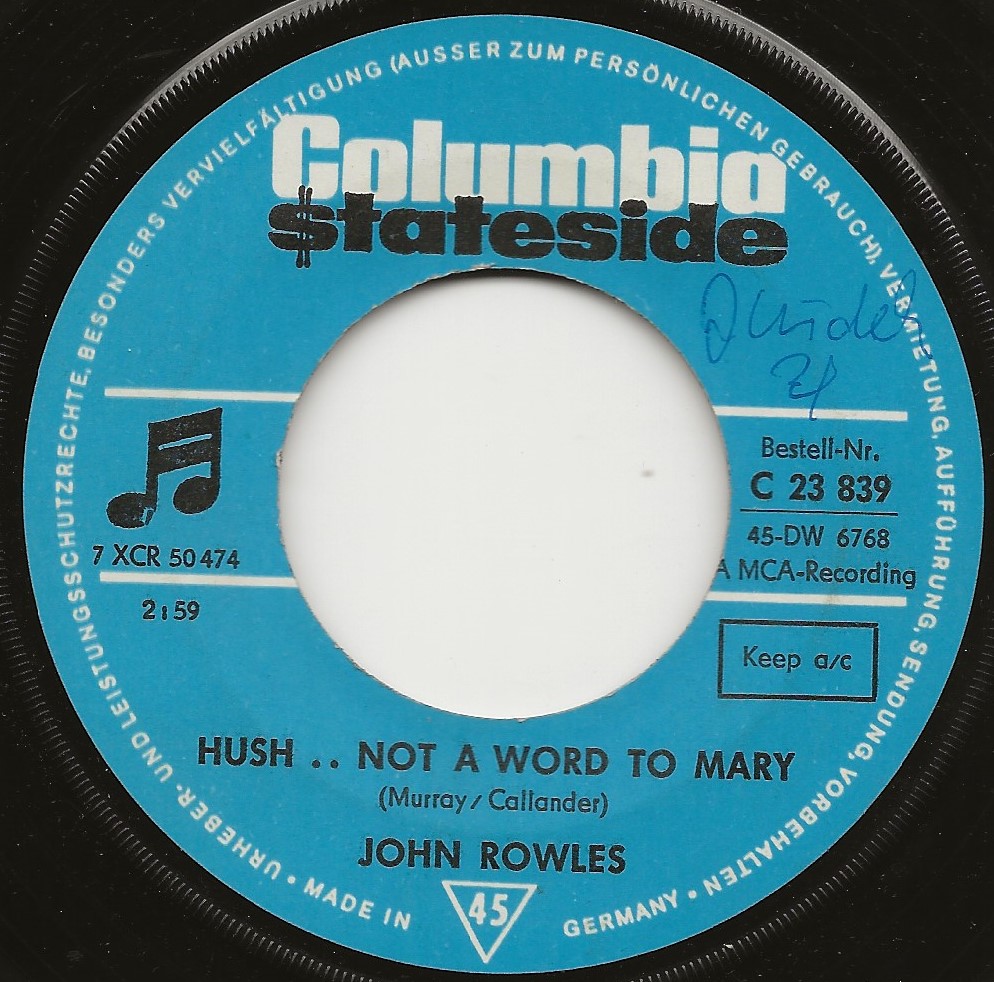 URHEBER- UND LEISTUNGSSCHUTZRECHTE, BESONDERS VERVIELFÄLTIGUNG (AUSSER ZUM PERSÖNLICHEN GEBRAUCH), VERMIETUNG, AUFFÜHRUNG, SENDUNG, VORBEHALTEN •
Columbia
$tateside
Bestell-Nr.
C 23 839
7 XCR 50 474
45-DW 6768
A MCA-Recording
2:59
Keep a/c
HUSH .. NOT A WORD TO MARY
(Murray/Callander)
JOHN ROWLES
• MADE IN
45
GERMANY